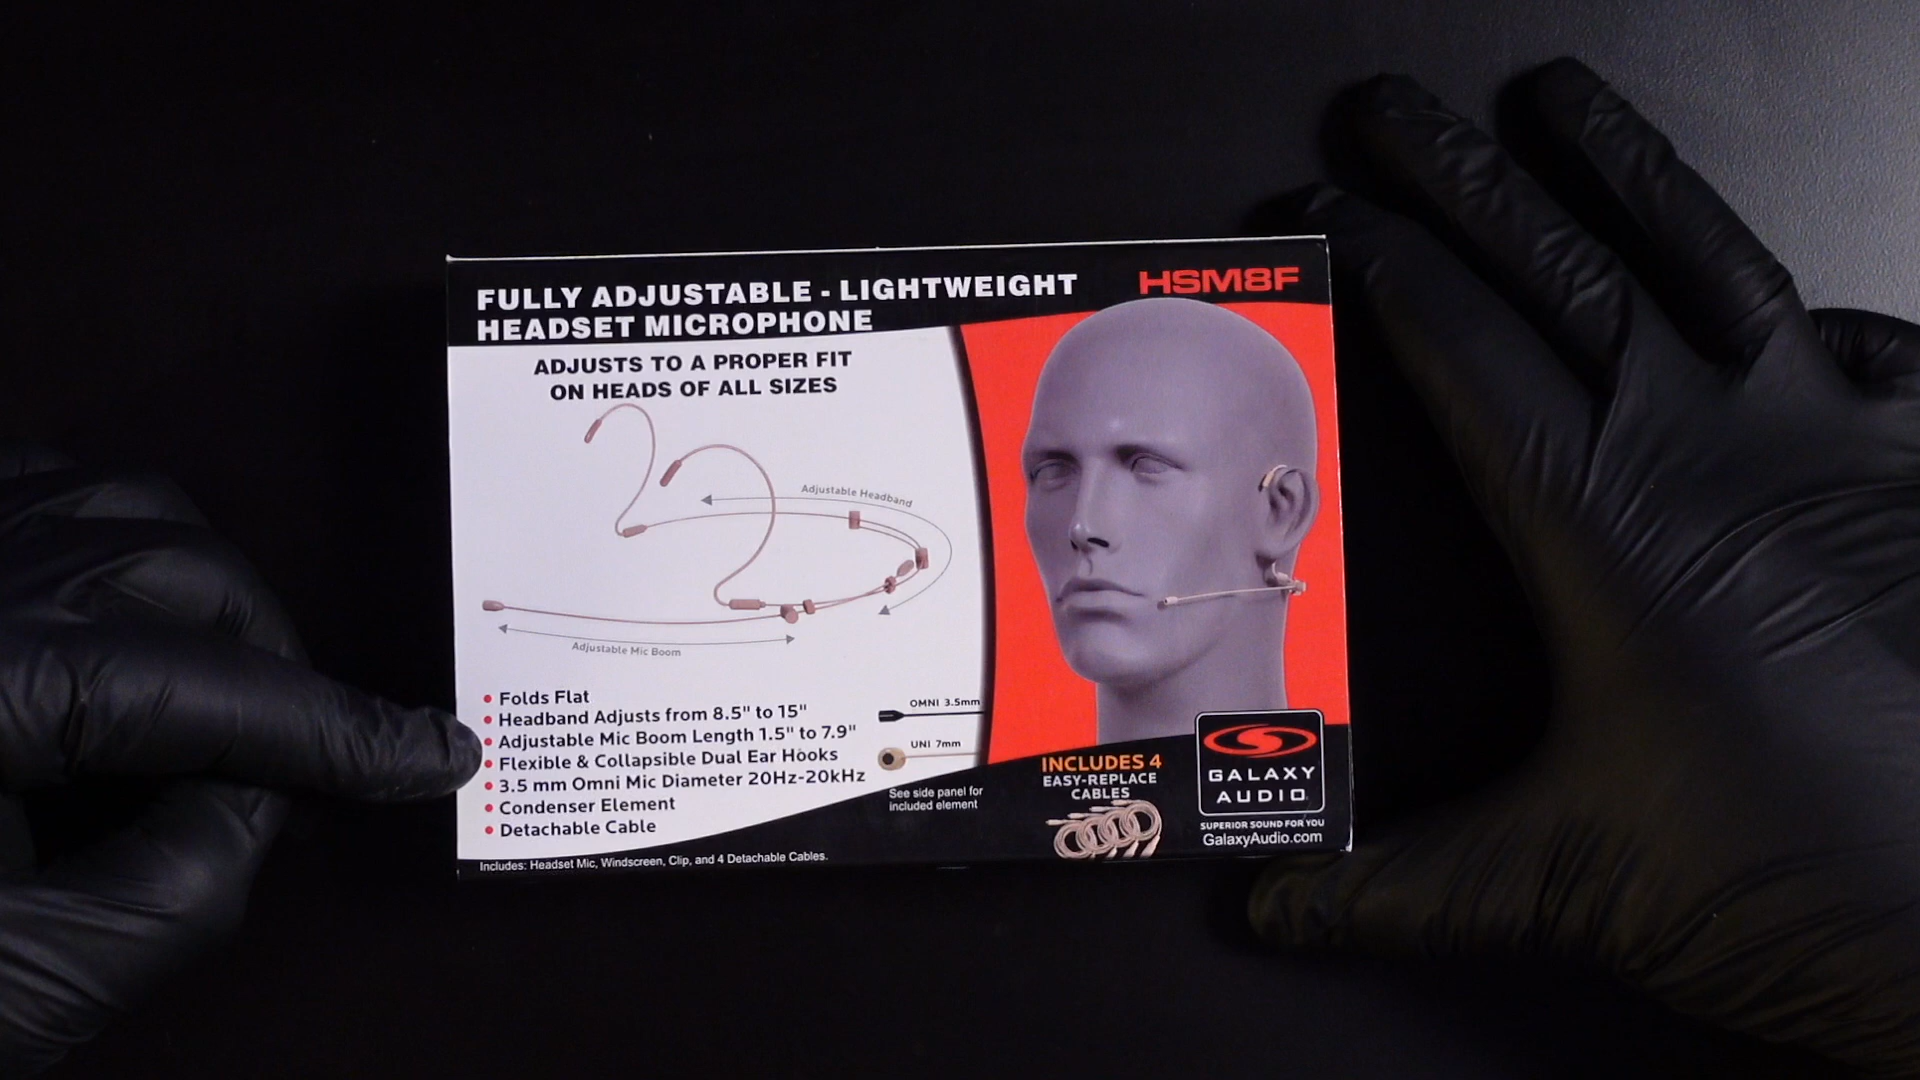 FULLY ADJUSTABLE - LIGHTWEIGHT
HEADSET MICROPHONE
HSM8F
ADJUSTS TO A PROPER FIT
ON HEADS OF ALL SIZES
Adjustable Headband
Adjustable Mic Boom
• Folds Flat
• Headband Adjusts from 8.5" to 15"
• Adjustable Mic Boom Length 1.5" to 7.9"
• Flexible & Collapsible Dual Ear Hooks
• 3.5 mm Omni Mic Diameter 20Hz-20kHz
• Condenser Element
• Detachable Cable
OMNI 3.5mm
UNI 7mm
See side panel for
included element
INCLUDES 4
EASY-REPLACE
CABLES
GALAXY
AUDIO
SUPERIOR SOUND FOR YOU
GalaxyAudio.com
Includes: Headset Mic, Windscreen, Clip, and 4 Detachable Cables.